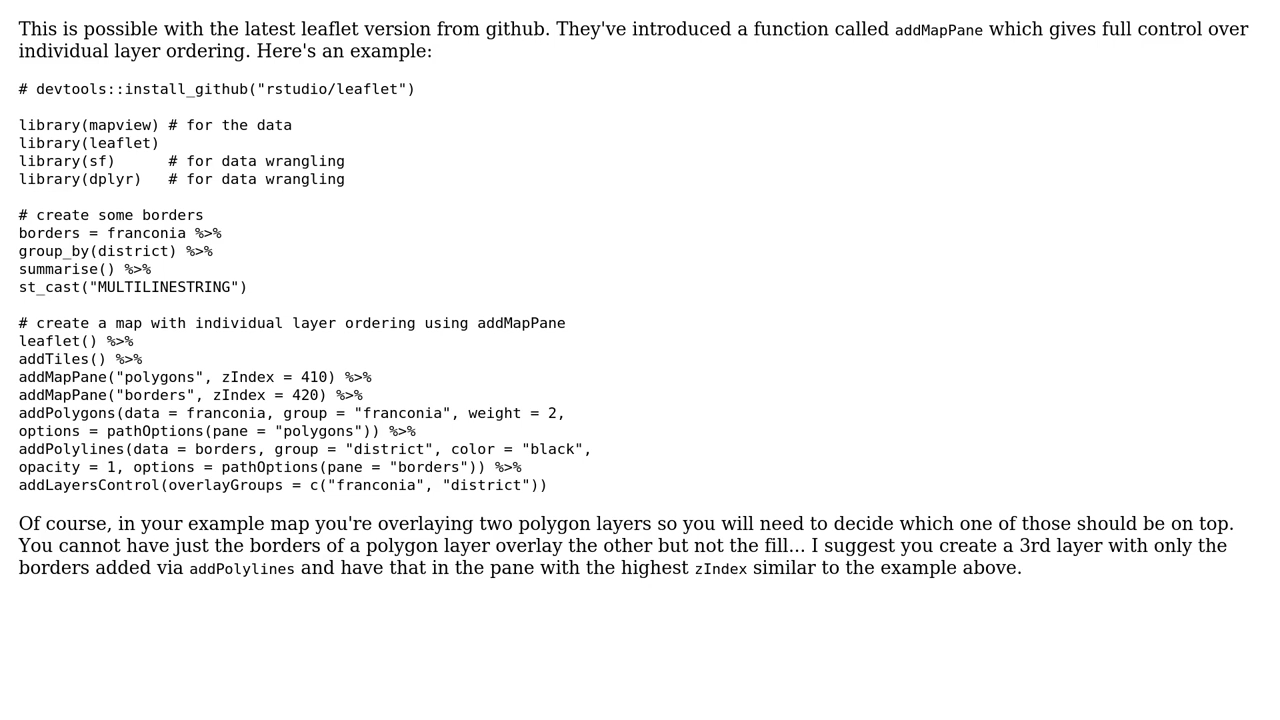 This is possible with the latest leaflet version from github. They've introduced a function called addMapPane which gives full control over
individual layer ordering. Here's an example:
# devtools::install_github("rstudio/leaflet")
library(mapview) # for the data
library(leaflet)
library(sf)      # for data wrangling
library(dplyr)   # for data wrangling
# create some borders
borders = franconia %>%
group_by(district) %>%
summarise() %>%
st_cast("MULTILINESTRING")
# create a map with individual layer ordering using addMapPane
leaflet() %>%
addTiles() %>%
addMapPane("polygons", zIndex = 410) %>%
addMapPane("borders", zIndex = 420) %>%
addPolygons(data = franconia, group = "franconia", weight = 2,
options = pathOptions(pane = "polygons")) %>%
addPolylines(data = borders, group = "district", color = "black",
opacity = 1, options = pathOptions(pane = "borders")) %>%
addLayersControl(overlayGroups = c("franconia", "district"))
Of course, in your example map you're overlaying two polygon layers so you will need to decide which one of those should be on top.
You cannot have just the borders of a polygon layer overlay the other but not the fill... I suggest you create a 3rd layer with only the
borders added via addPolylines and have that in the pane with the highest zIndex similar to the example above.